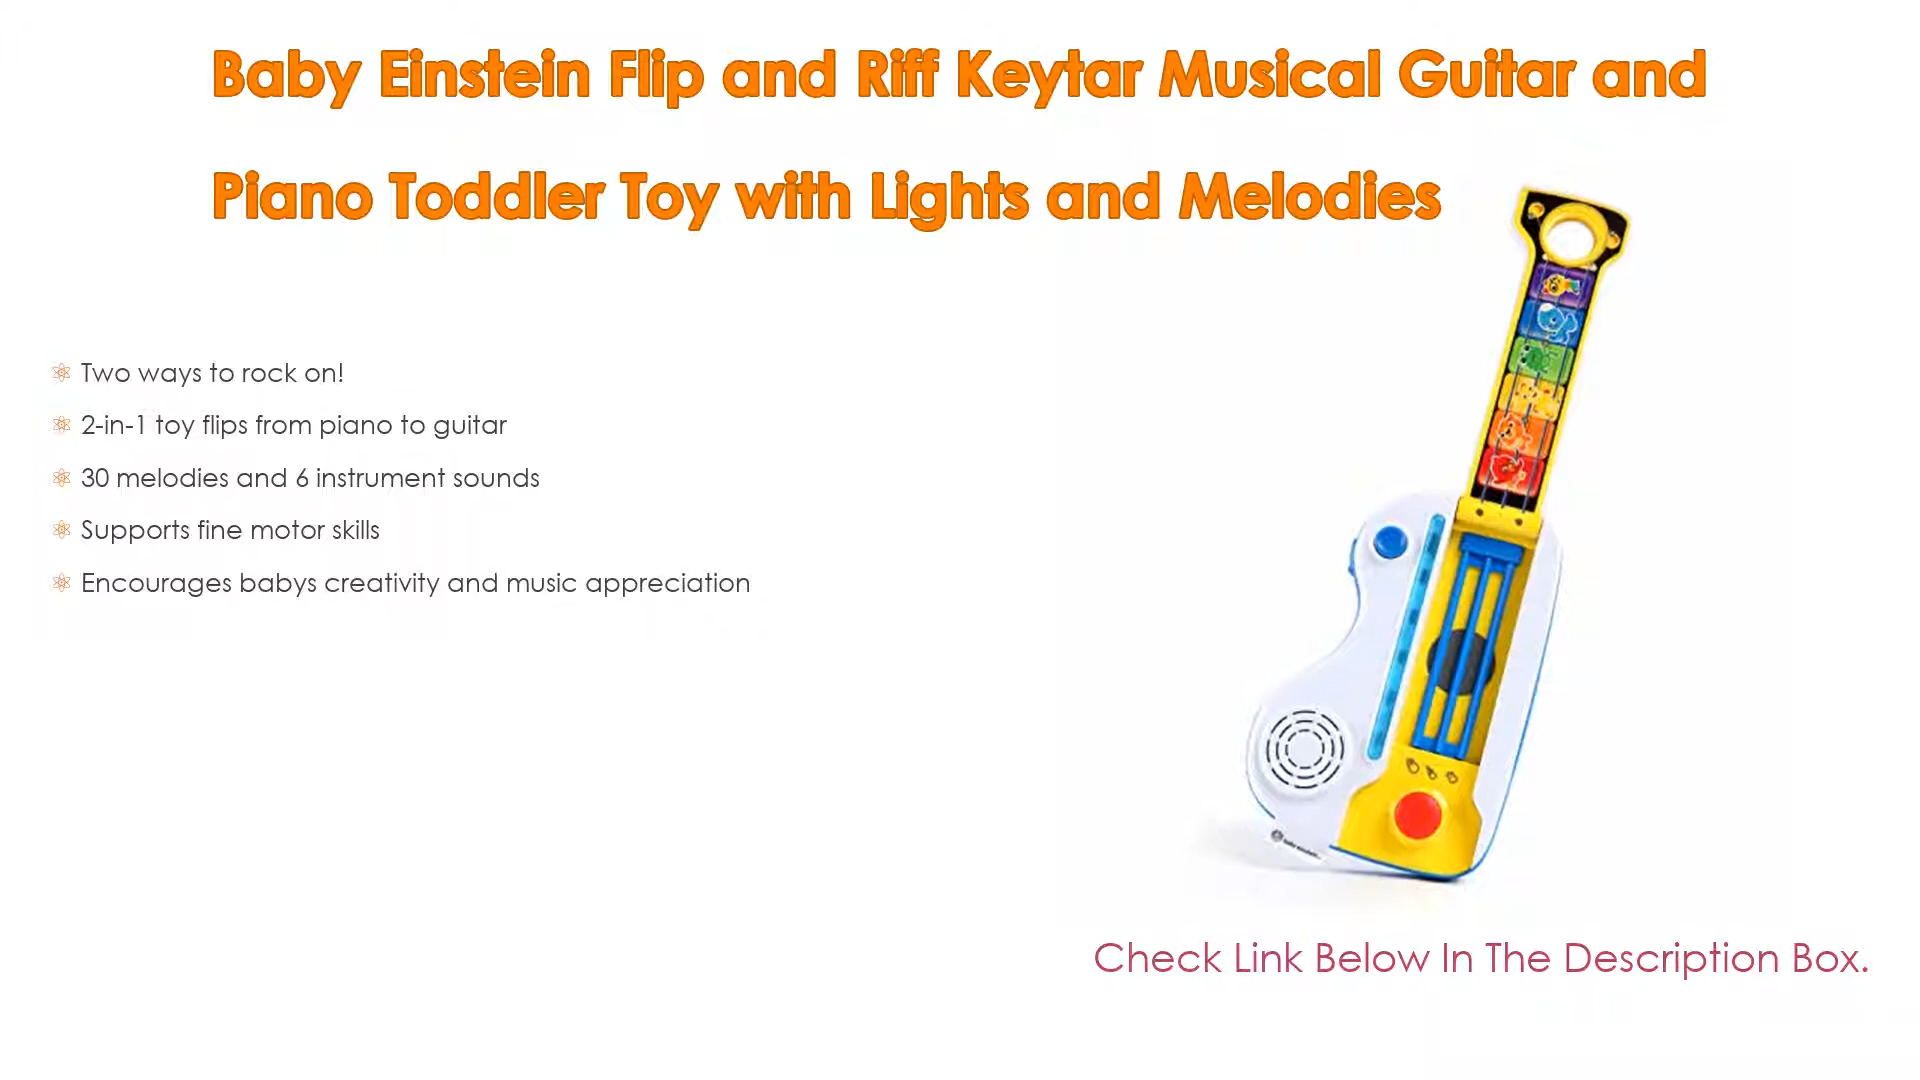 Baby Einstein Flip and Riff Keytar Musical Guitar and
Piano Toddler Toy with Lights and Melodies
Two ways to rock on!
2-in-1 toy flips from piano to guitar
30 melodies and 6 instrument sounds
Supports fine motor skills
Encourages babys creativity and music appreciation
baby einstein
Check Link Below In The Description Box.